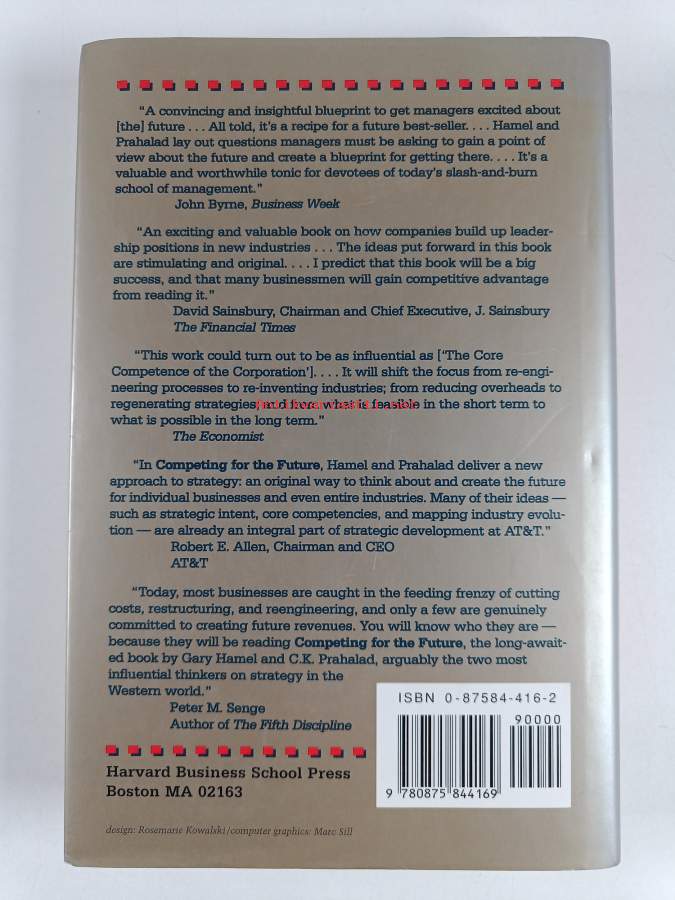 "A convincing and insightful blueprint to get managers excited about
[the] future . . . All told, it's a recipe for a future best-seller. . . . Hamel and
Prahalad lay out questions managers must be asking to gain a point of
view about the future and create a blueprint for getting there. . . . It's a
valuable and worthwhile tonic for devotees of today's slash-and-burn
school of management."
John Byrne, Business Week
"An exciting and valuable book on how companies build up leader-
ship positions in new industries . . . The ideas put forward in this book
are stimulating and original. . . . I predict that this book will be a big
success, and that many businessmen will gain competitive advantage
from reading it."
David Sainsbury, Chairman and Chief Executive, J. Sainsbury
The Financial Times
"This work could turn out to be as influential as ['The Core
Competence of the Corporation']. . . . It will shift the focus from re-engi-
neering processes to re-inventing industries; from reducing overheads to
regenerating strategies; and from what is feasible in the short term to
what is possible in the long term."
The Economist
"In Competing for the Future, Hamel and Prahalad deliver a new
approach to strategy: an original way to think about and create the future
for individual businesses and even entire industries. Many of their ideas —
such as strategic intent, core competencies, and mapping industry evolu-
tion — are already an integral part of strategic development at AT&T."
Robert E. Allen, Chairman and CEO
AT&T
"Today, most businesses are caught in the feeding frenzy of cutting
costs, restructuring, and reengineering, and only a few are genuinely
committed to creating future revenues. You will know who they are —
because they will be reading Competing for the Future, the long-await-
ed book by Gary Hamel and C.K. Prahalad, arguably the two most
influential thinkers on strategy in the
Western world."
Peter M. Senge
Author of The Fifth Discipline
ISBN 0-87584-416-2
90000
9 780875 844169
Harvard Business School Press
Boston MA 02163
design: Rosemarie Kowalski/computer graphics: Marc Sill